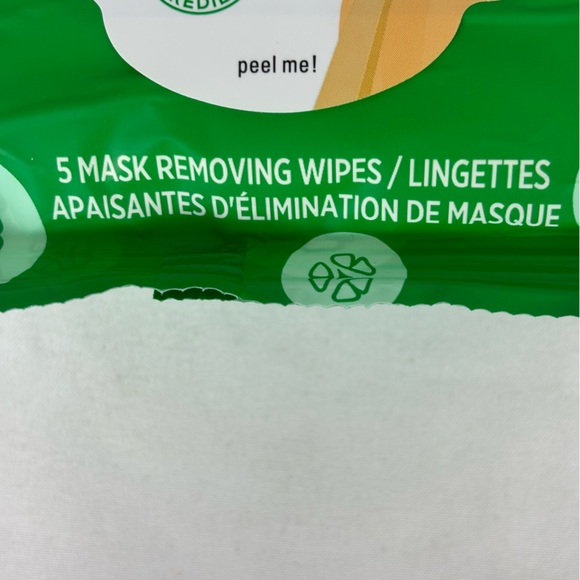 peel me!
5 MASK REMOVING WIPES / LINGETTES
APAISANTES D'ÉLIMINATION DE MASQUE